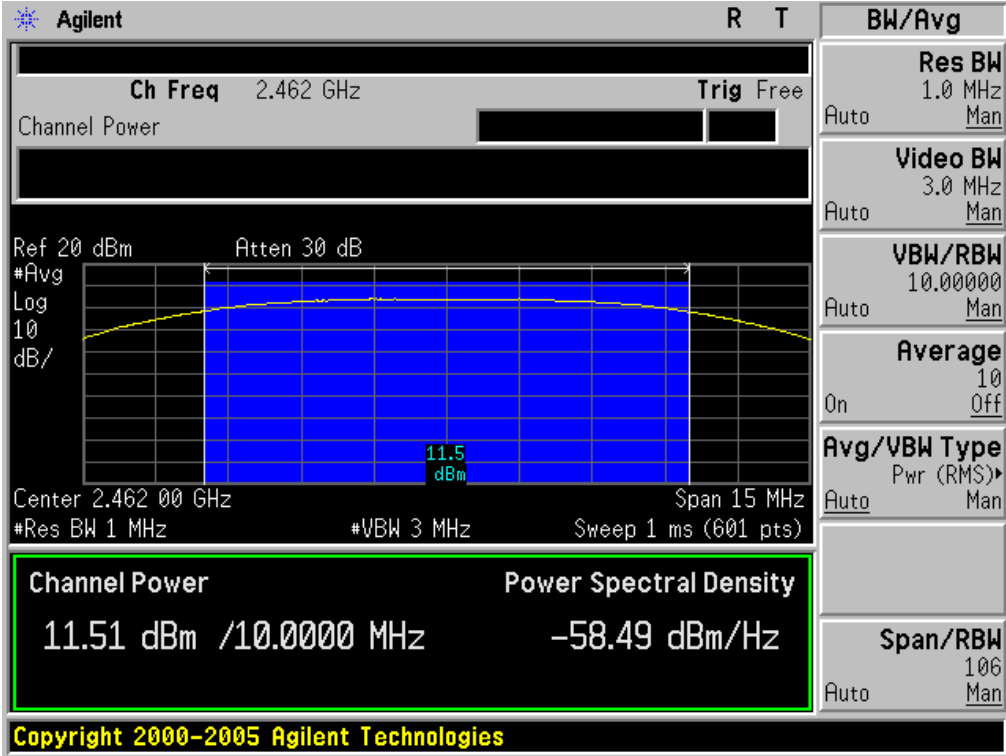 Agilent R T
Ch Freq 2.462 GHz Trig Free
Channel Power
Ref 20 dBm Atten 30 dB
#Avg
Log
10
dB/
11.5
dBm
Center 2.462 00 GHz Span 15 MHz
#Res BW 1 MHz #VBW 3 MHz Sweep 1 ms (601 pts)
Channel Power Power Spectral Density
11.51 dBm /10.0000 MHz -58.49 dBm/Hz
Copyright 2000-2005 Agilent Technologies
BW/Avg
Res BW
1.0 MHz
Auto Man
Video BW
3.0 MHz
Auto Man
VBW/RBW
10.00000
Auto Man
Average
10
On Off
Avg/VBW Type
Pwr (RMS)
Auto Man
Span/RBW
106
Auto Man